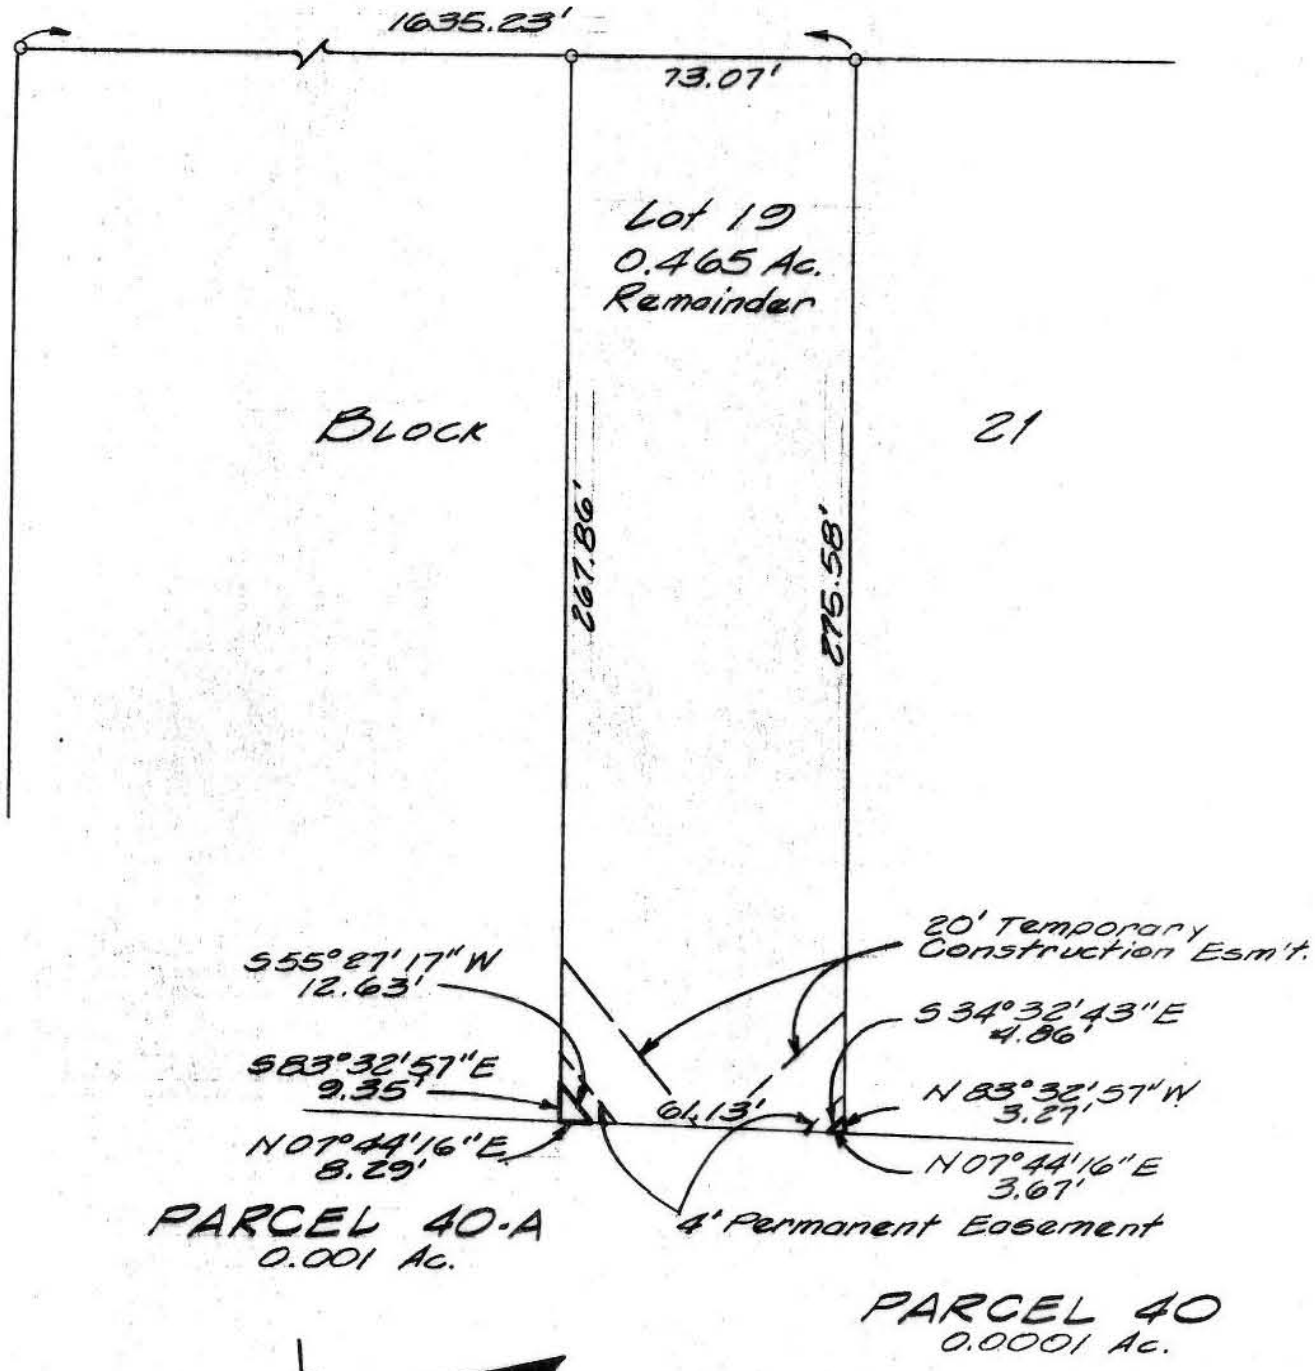 1635.23'
73.07'
Lot 19
0.465 Ac.
Remainder
BLOCK
21
267.86'
275.58'
20' Temporary
Construction Esm't.
S55°27'17"W
12.63'
S34°32'43"E
4.86'
S83°32'57"E
9.35'
61.13'
N83°32'57"W
3.27'
N07°44'16"E
8.29'
N07°44'16"E
3.67'
4' Permanent Easement
PARCEL 40-A
0.001 Ac.
PARCEL 40
0.0001 Ac.